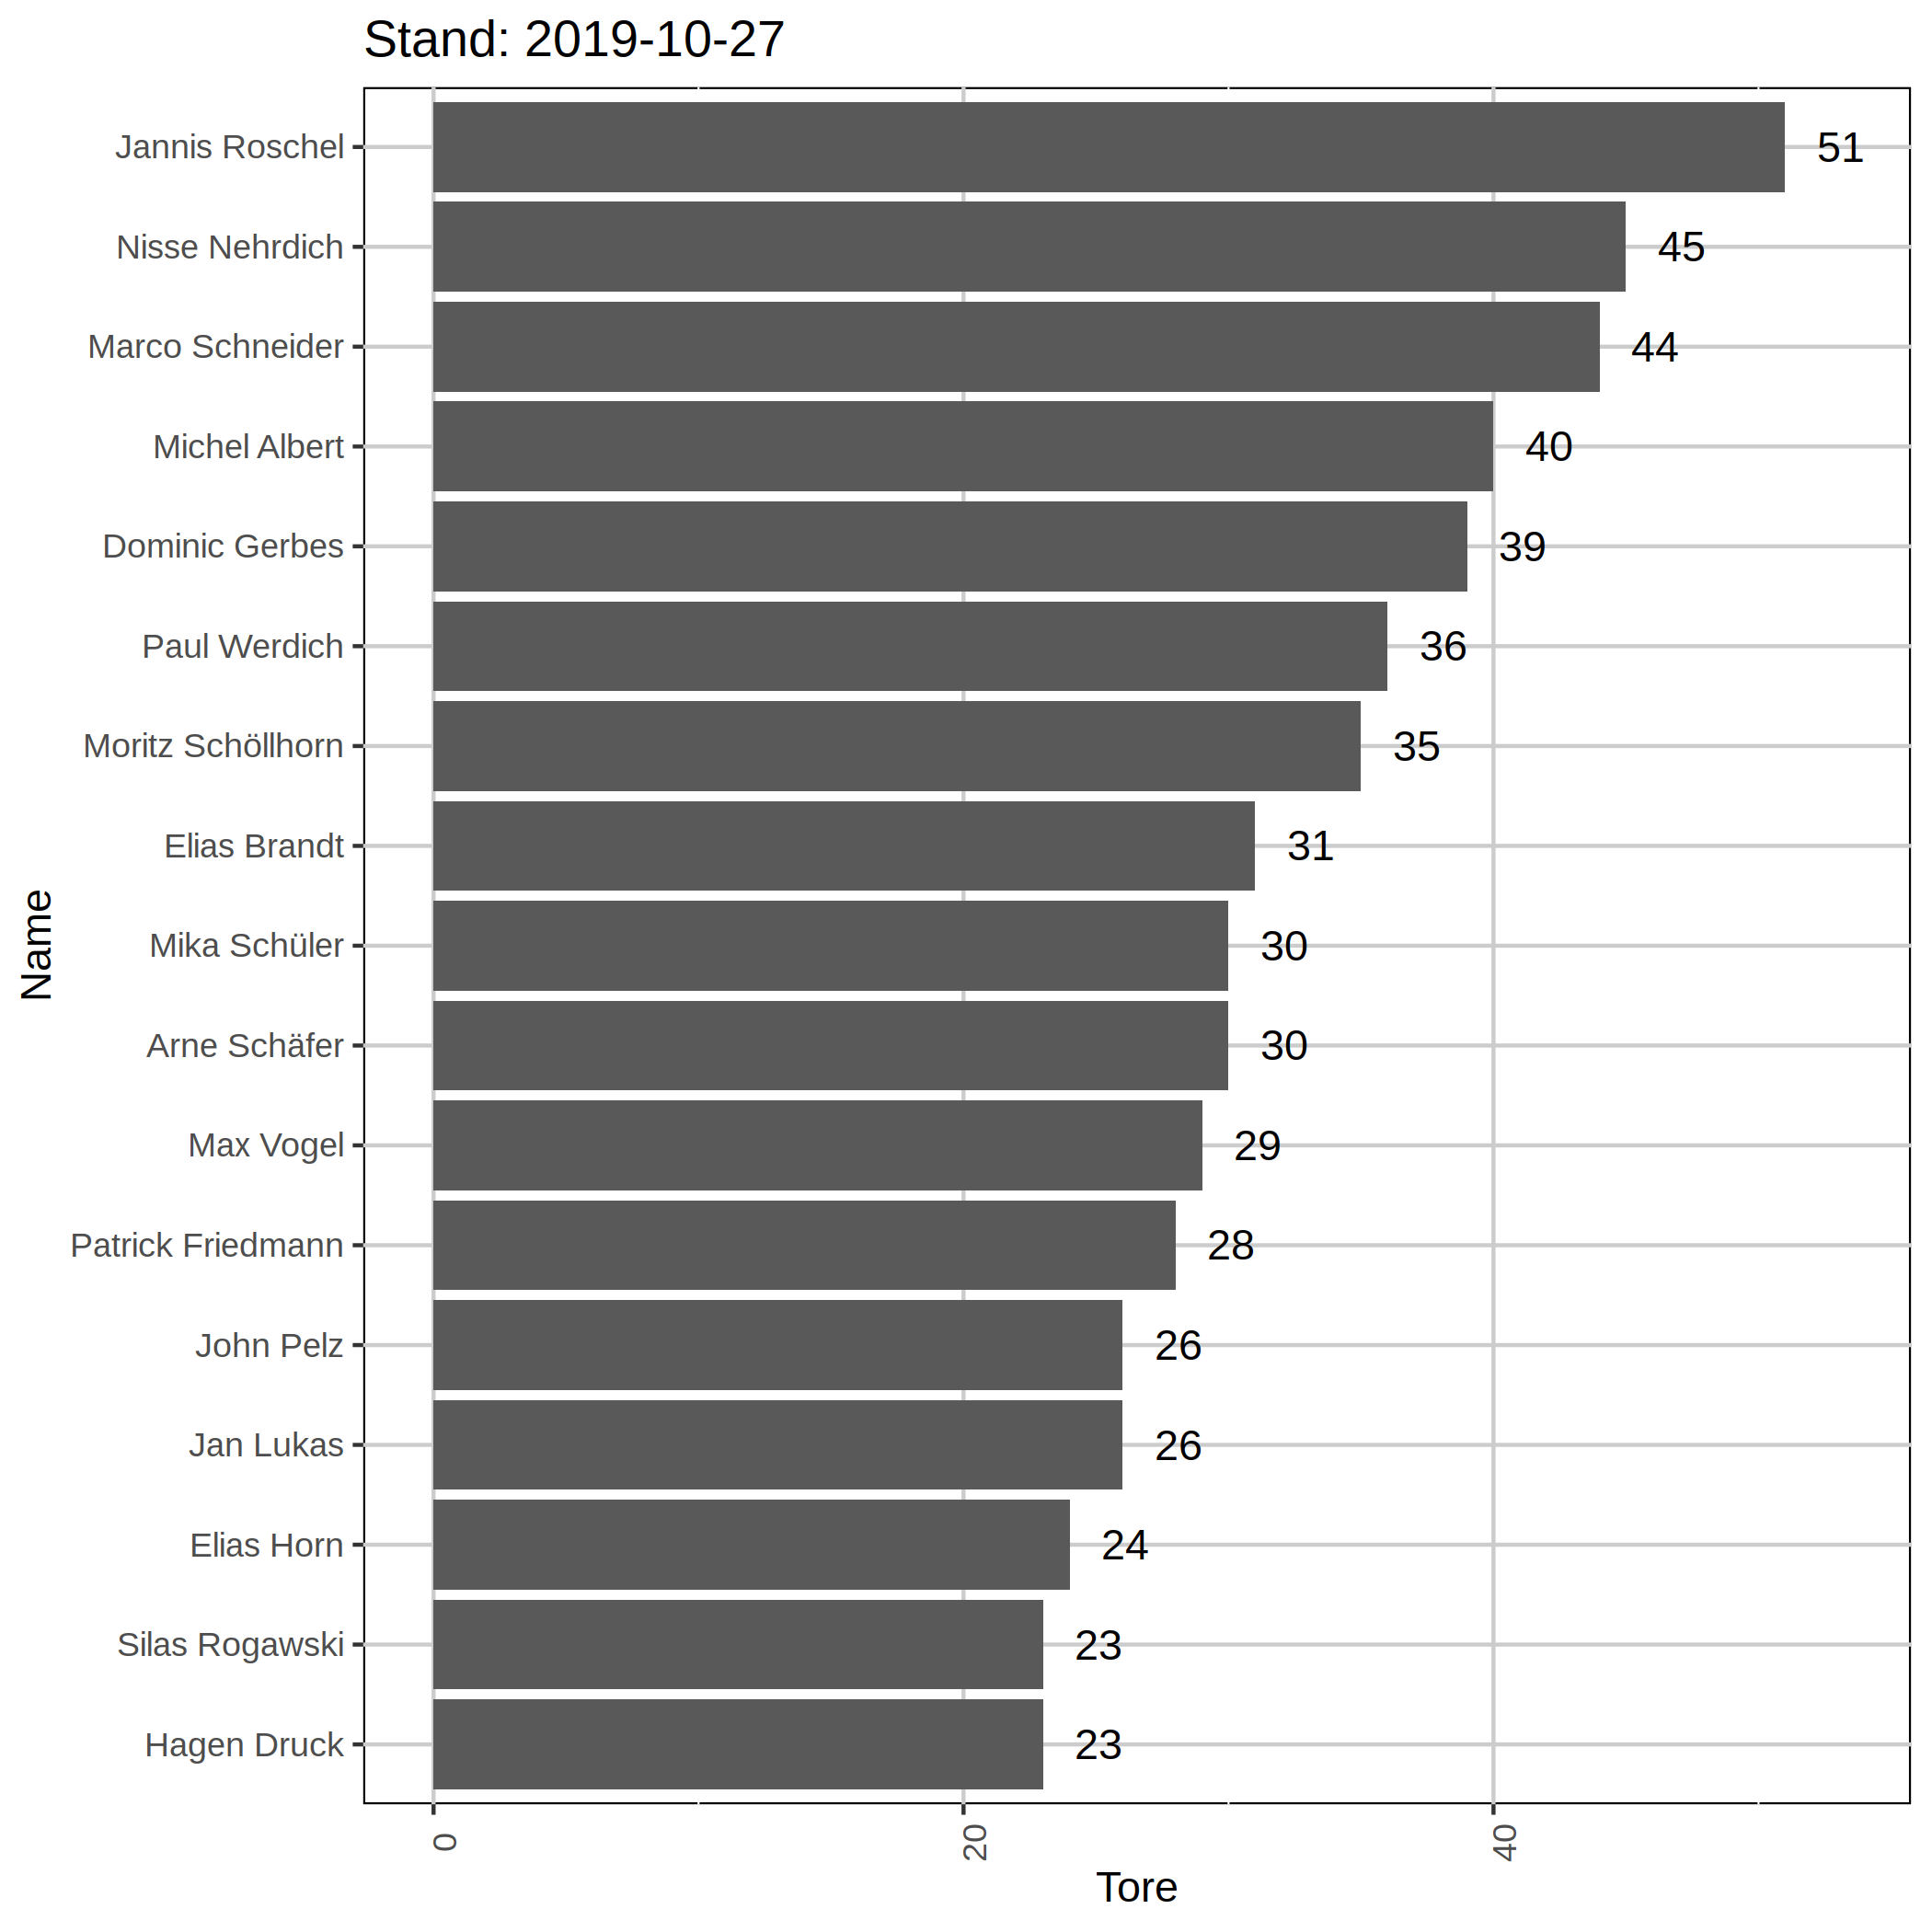 Stand: 2019-10-27
Jannis Roschel 51
Nisse Nehrdich 45
Marco Schneider 44
Michel Albert 40
Dominic Gerbes 39
Paul Werdich 36
Moritz Schöllhorn 35
Elias Brandt 31
Mika Schüler 30
Arne Schäfer 30
Max Vogel 29
Patrick Friedmann 28
John Pelz 26
Jan Lukas 26
Elias Horn 24
Silas Rogawski 23
Hagen Druck 23
Name
0 20 40
Tore